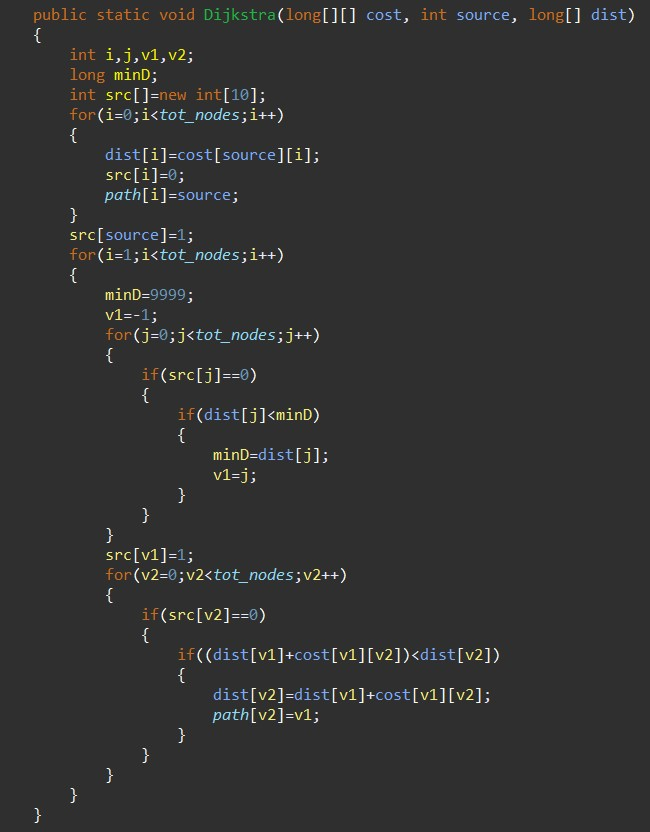 public static void Dijkstra(long[][] cost, int source, long[] dist)
{
    int i,j,v1,v2;
    long minD;
    int src[]=new int[10];
    for(i=0;i<tot_nodes;i++)
    {
        dist[i]=cost[source][i];
        src[i]=0;
        path[i]=source;
    }
    src[source]=1;
    for(i=1;i<tot_nodes;i++)
    {
        minD=9999;
        v1=-1;
        for(j=0;j<tot_nodes;j++)
        {
            if(src[j]==0)
            {
                if(dist[j]<minD)
                {
                    minD=dist[j];
                    v1=j;
                }
            }
        }
        src[v1]=1;
        for(v2=0;v2<tot_nodes;v2++)
        {
            if(src[v2]==0)
            {
                if((dist[v1]+cost[v1][v2])<dist[v2])
                {
                    dist[v2]=dist[v1]+cost[v1][v2];
                    path[v2]=v1;
                }
            }
        }
    }
}